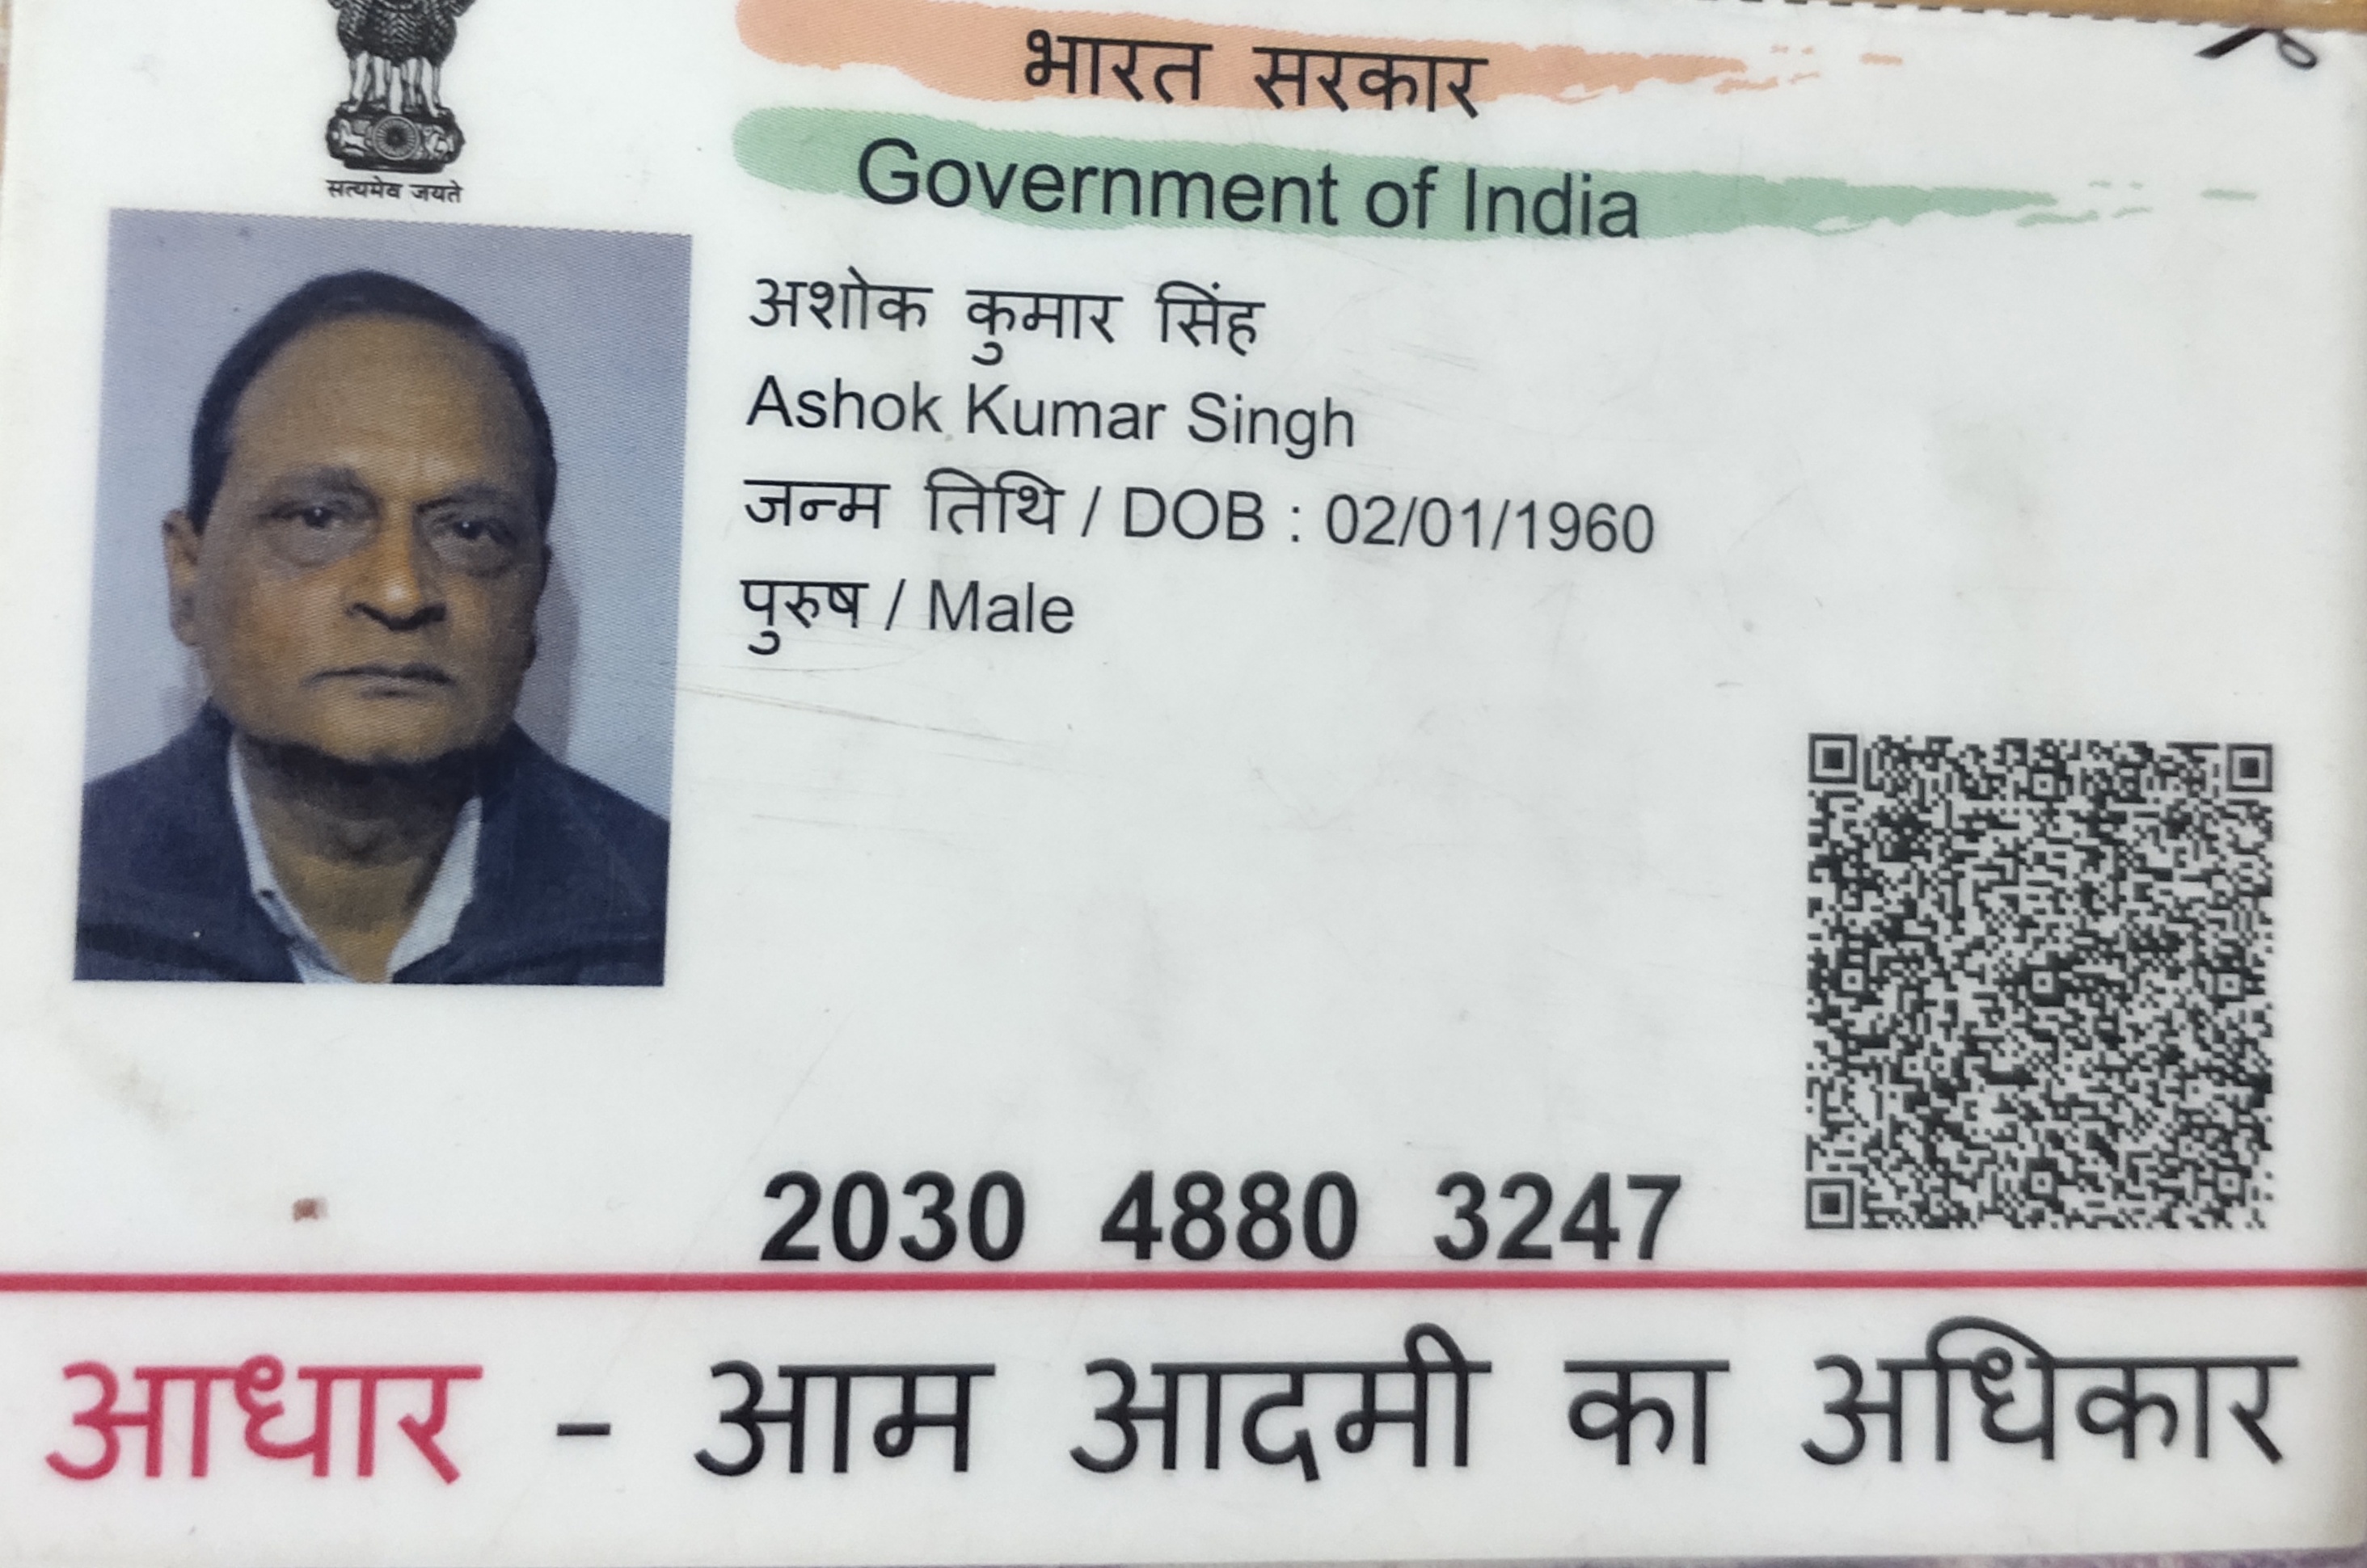 सत्यमेव जयते
भारत सरकार
Government of India
अशोक कुमार सिंह
Ashok Kumar Singh
जन्म तिथि / DOB : 02/01/1960
पुरुष / Male
2030 4880 3247
आधार - आम आदमी का अधिकार